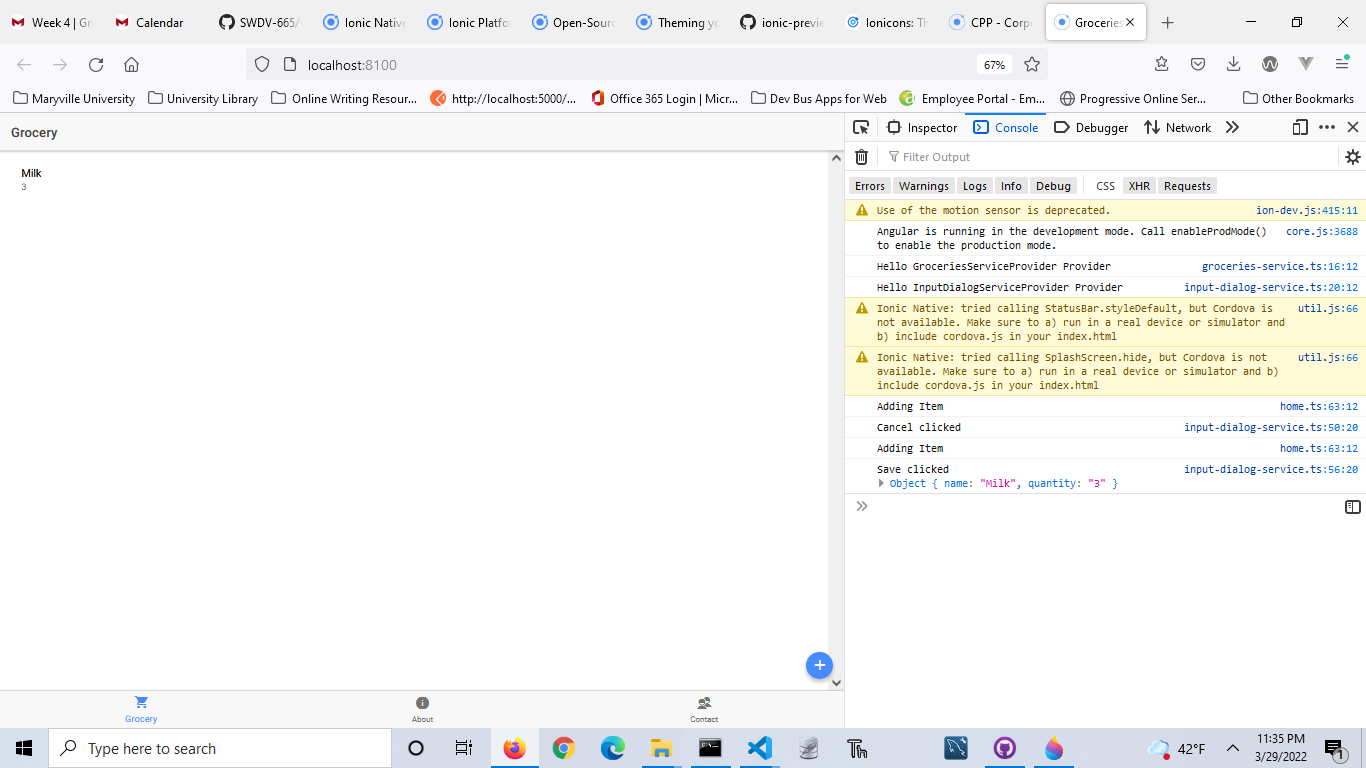 Week 4 | Gr
Calendar
SWDV-665/
Ionic Native
Ionic Platfo
Open-Sourc
Theming yo
ionic-previe
Ionicons: Th
CPP - Corpo
Groceries
localhost:8100
67%
Maryville University
University Library
Online Writing Resour...
http://localhost:5000/...
Office 365 Login | Micr...
Dev Bus Apps for Web
Employee Portal - Em...
Progressive Online Ser...
Other Bookmarks
Grocery
Milk
3
Grocery
About
Contact
Inspector
Console
Debugger
Network
Filter Output
Errors
Warnings
Logs
Info
Debug
CSS
XHR
Requests
Use of the motion sensor is deprecated. ion-dev.js:415:11
Angular is running in the development mode. Call enableProdMode() core.js:3688
to enable the production mode.
Hello GroceriesServiceProvider Provider groceries-service.ts:16:12
Hello InputDialogServiceProvider Provider input-dialog-service.ts:20:12
Ionic Native: tried calling StatusBar.styleDefault, but Cordova is util.js:66
not available. Make sure to a) run in a real device or simulator and
b) include cordova.js in your index.html
Ionic Native: tried calling SplashScreen.hide, but Cordova is not util.js:66
available. Make sure to a) run in a real device or simulator and b)
include cordova.js in your index.html
Adding Item home.ts:63:12
Cancel clicked input-dialog-service.ts:50:20
Adding Item home.ts:63:12
Save clicked input-dialog-service.ts:56:20
Object { name: "Milk", quantity: "3" }
Type here to search
42°F
11:35 PM
3/29/2022
1